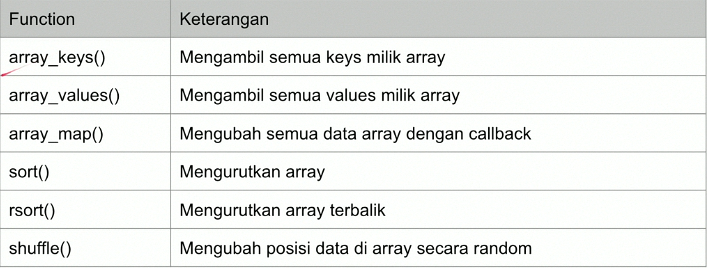 Function Keterangan
array_keys() Mengambil semua keys milik array
array_values() Mengambil semua values milik array
array_map() Mengubah semua data array dengan callback
sort() Mengurutkan array
rsort() Mengurutkan array terbalik
shuffle() Mengubah posisi data di array secara random